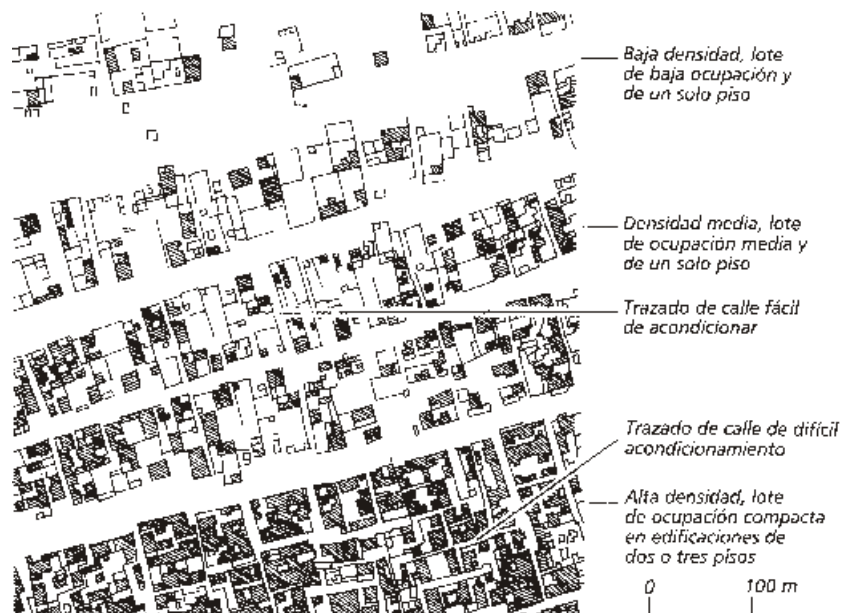 Baja densidad, lote
de baja ocupación y
de un solo piso
Densidad media, lote
de ocupación media y
de un solo piso
Trazado de calle fácil
de acondicionar
Trazado de calle de difícil
acondicionamiento
Alta densidad, lote
de ocupación compacta
en edificaciones de
dos o tres pisos
0 100 m